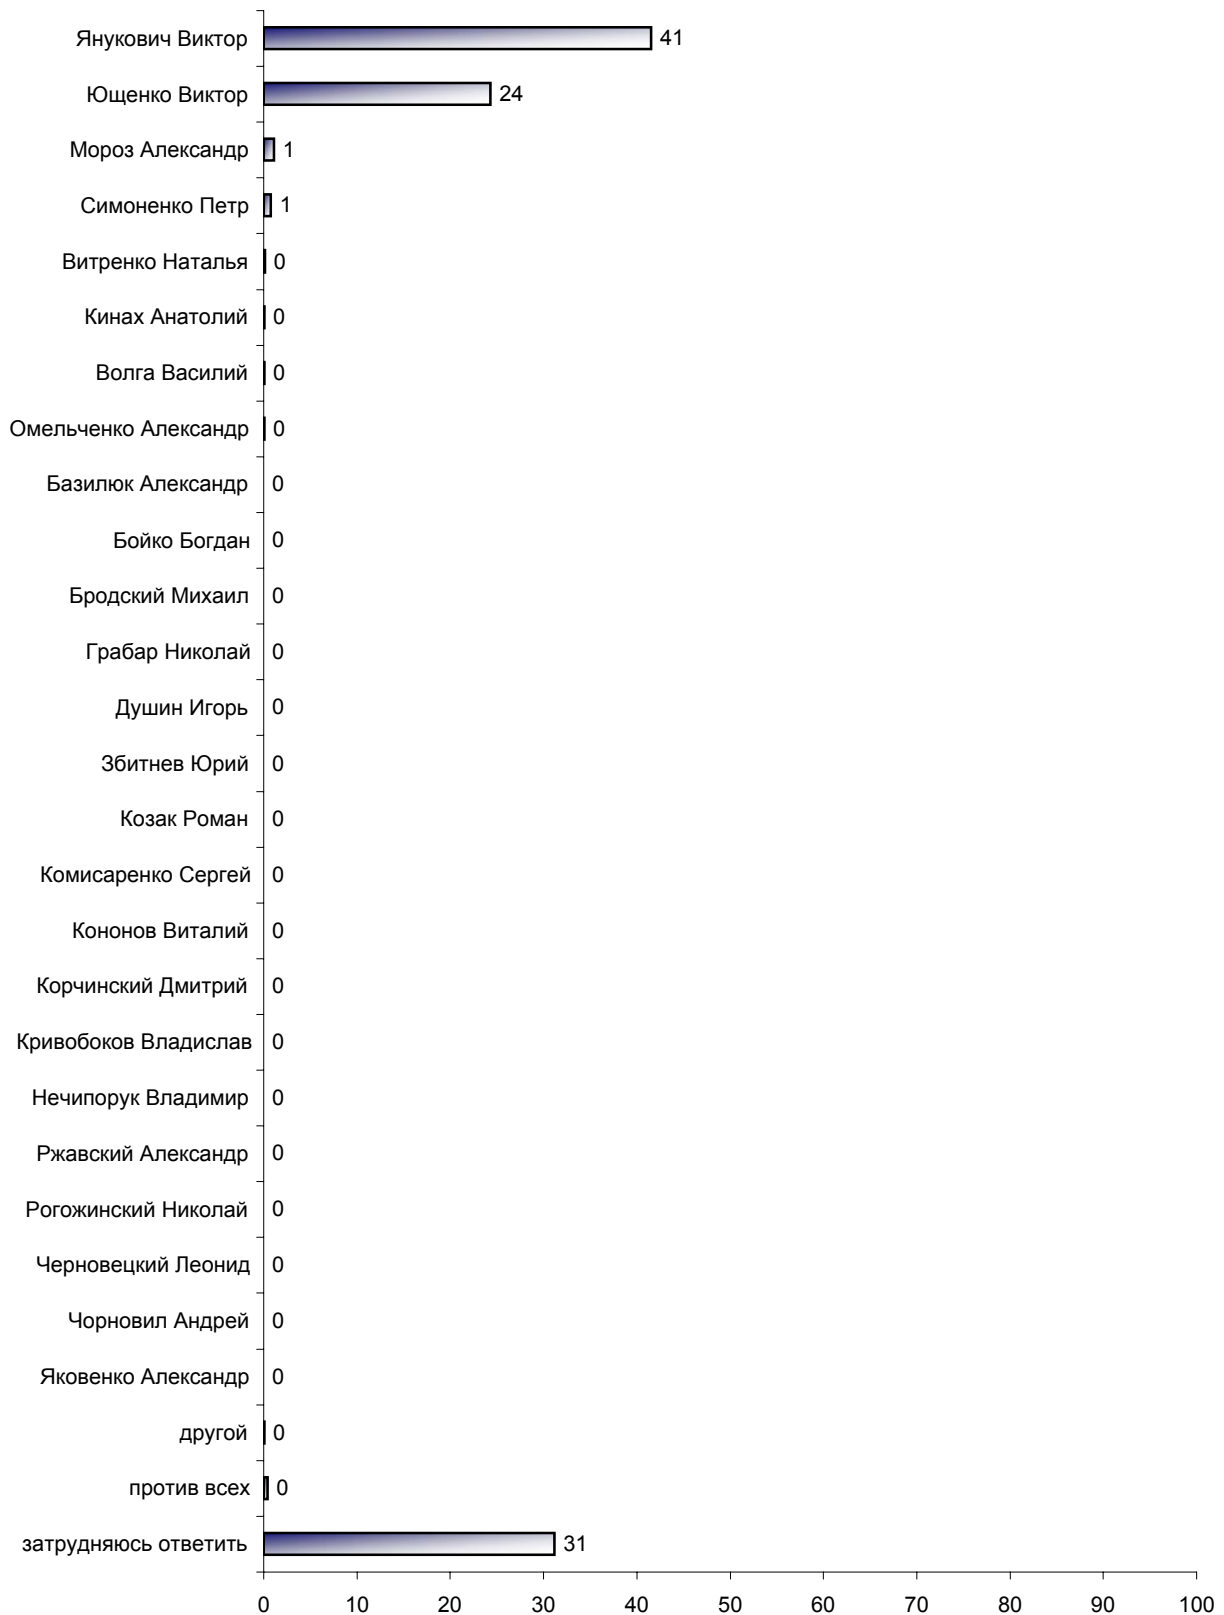 Янукович Виктор 41
Ющенко Виктор 24
Мороз Александр 1
Симоненко Петр 1
Витренко Наталья 0
Кинах Анатолий 0
Волга Василий 0
Омельченко Александр 0
Базилюк Александр 0
Бойко Богдан 0
Бродский Михаил 0
Грабар Николай 0
Душин Игорь 0
Збитнев Юрий 0
Козак Роман 0
Комисаренко Сергей 0
Кононов Виталий 0
Корчинский Дмитрий 0
Кривобоков Владислав 0
Нечипорук Владимир 0
Ржавский Александр 0
Рогожинский Николай 0
Черновецкий Леонид 0
Чорновил Андрей 0
Яковенко Александр 0
другой 0
против всех 0
затрудняюсь ответить 31
0 10 20 30 40 50 60 70 80 90 100